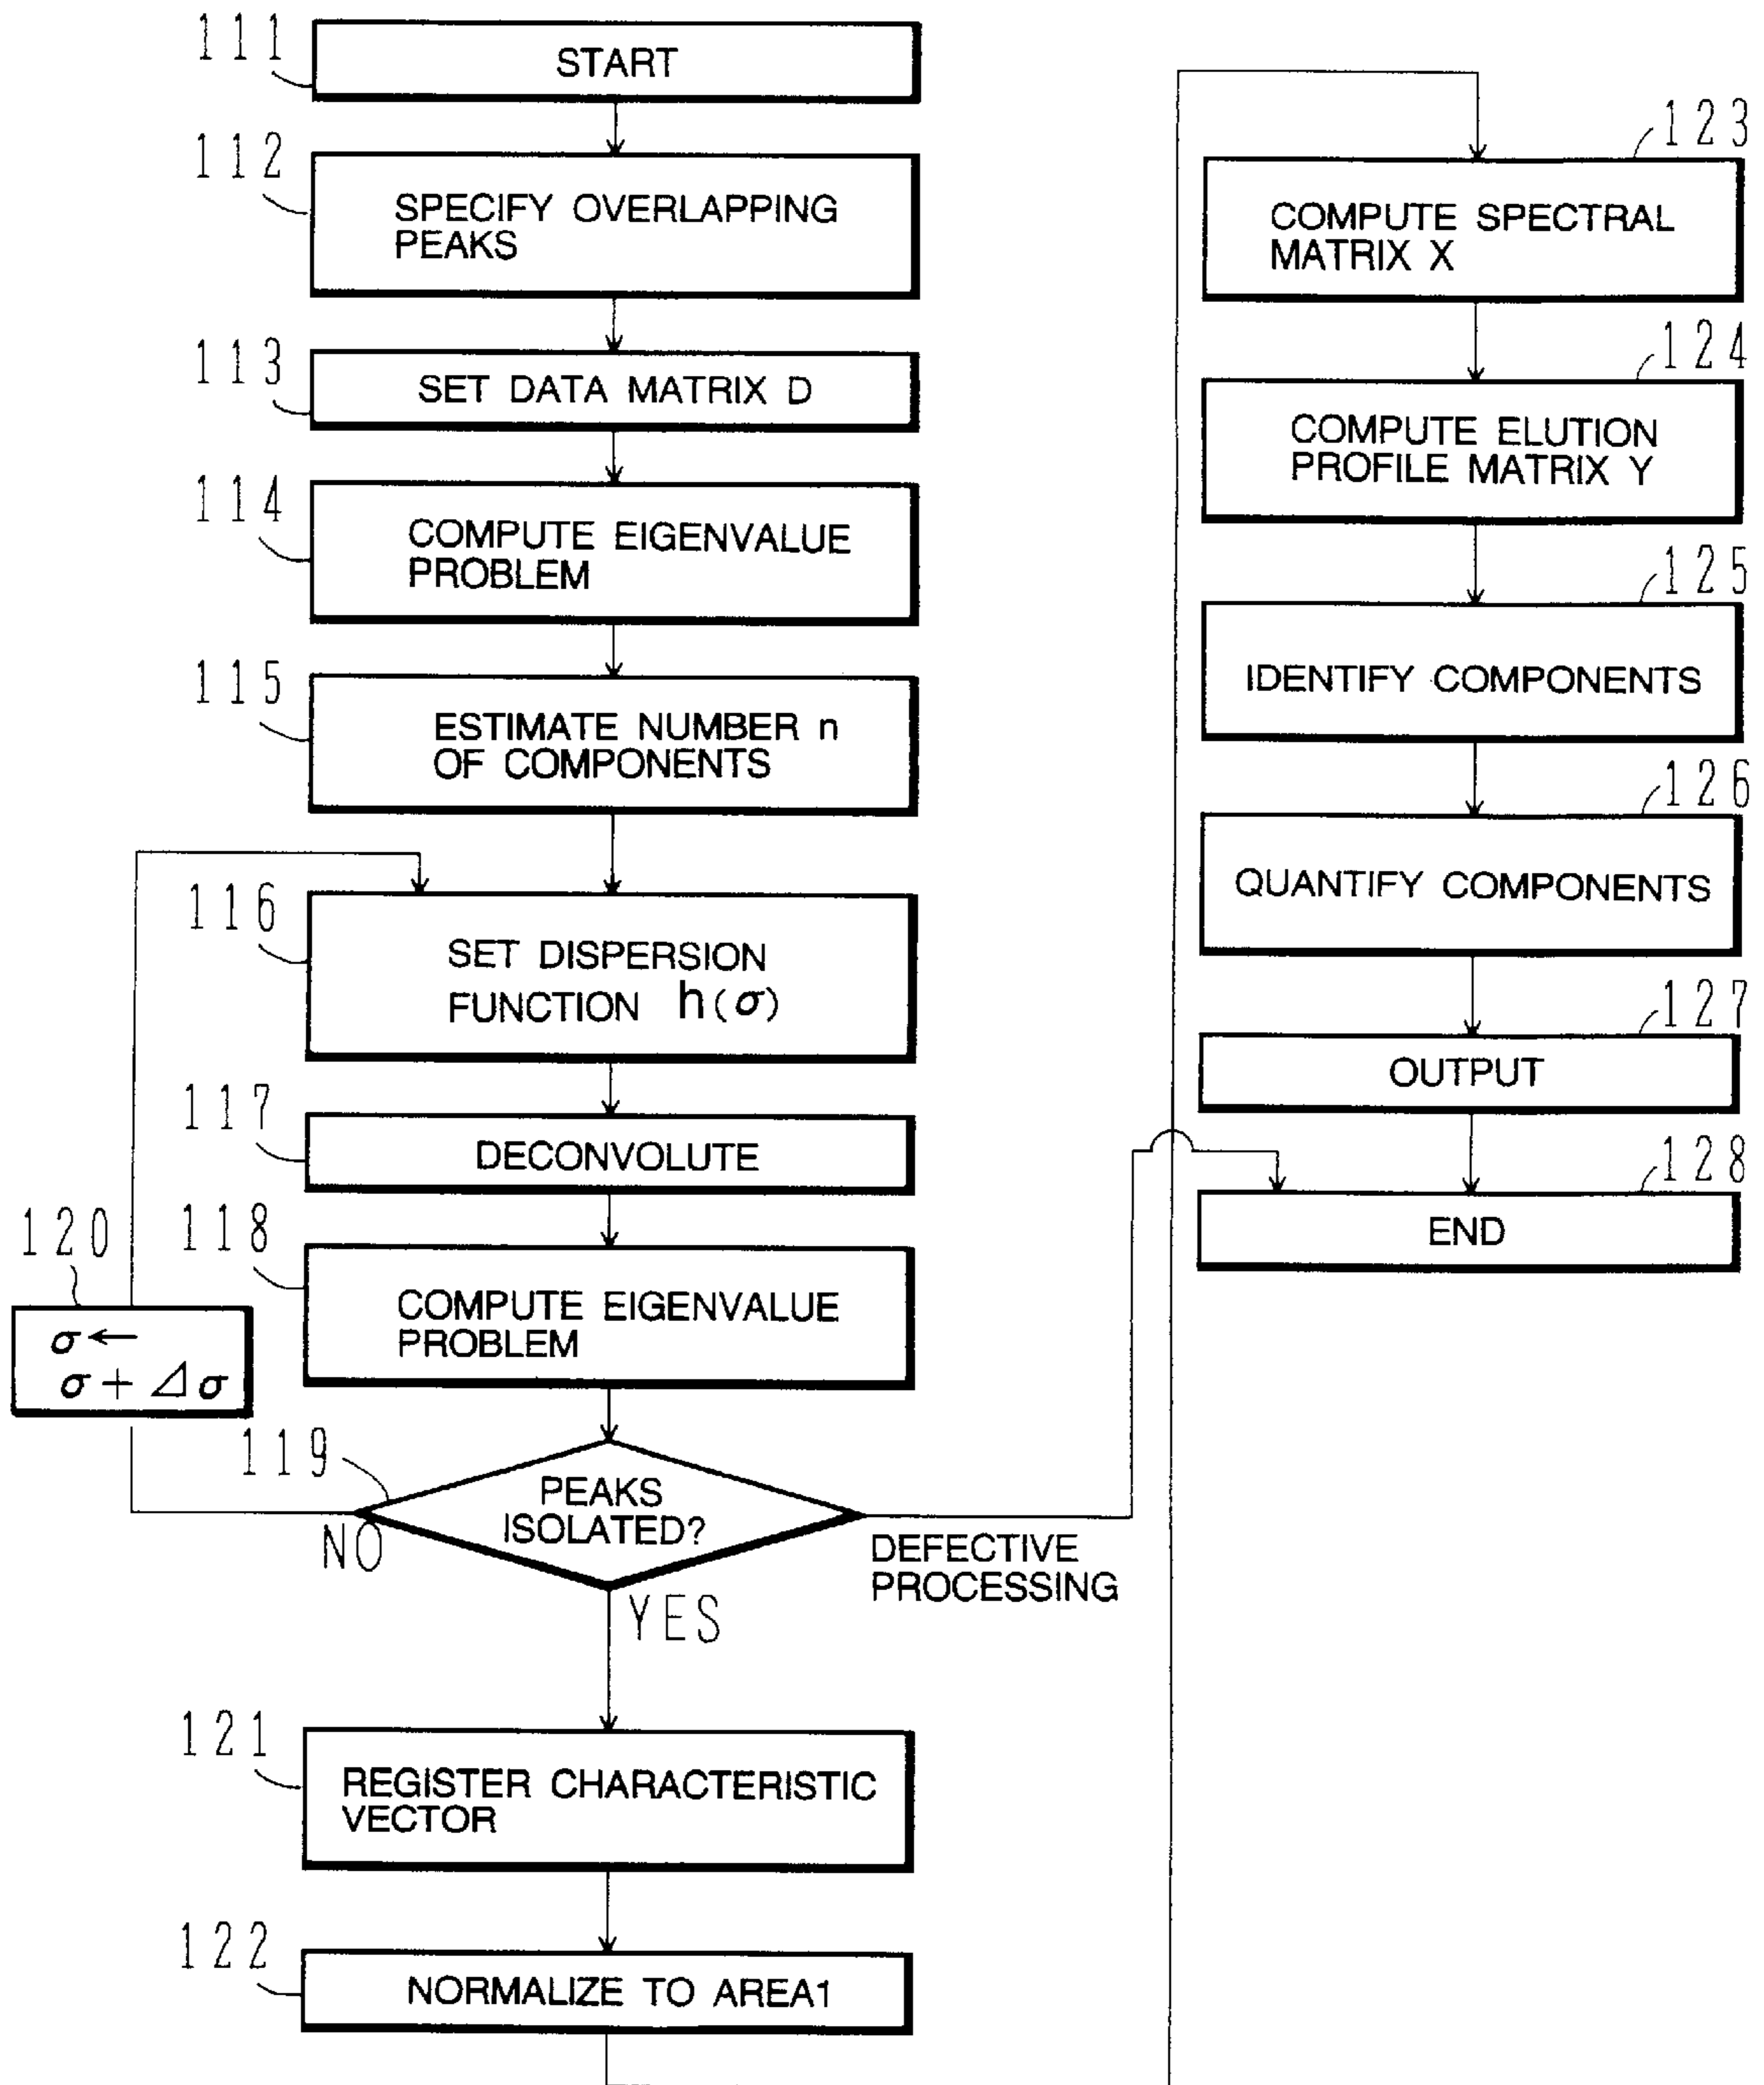 111
START
112
SPECIFY OVERLAPPING
PEAKS
113
SET DATA MATRIX D
114
COMPUTE EIGENVALUE
PROBLEM
115
ESTIMATE NUMBER n
OF COMPONENTS
116
SET DISPERSION
FUNCTION h(σ)
117
DECONVOLUTE
118
COMPUTE EIGENVALUE
PROBLEM
120
σ←
σ+Δσ
119
PEAKS
ISOLATED?
NO
DEFECTIVE
PROCESSING
YES
121
REGISTER CHARACTERISTIC
VECTOR
122
NORMALIZE TO AREA1
123
COMPUTE SPECTRAL
MATRIX X
124
COMPUTE ELUTION
PROFILE MATRIX Y
125
IDENTIFY COMPONENTS
126
QUANTIFY COMPONENTS
127
OUTPUT
128
END